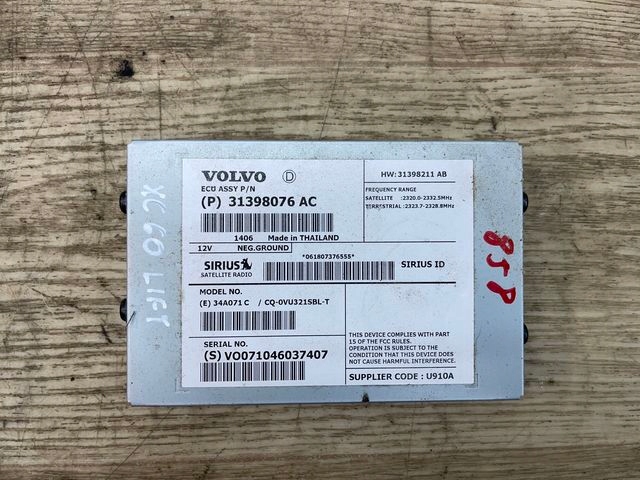 VOLVO D
ECU ASSY P/N
(P) 31398076 AC
1406 Made in THAILAND
12V NEG.GROUND
HW: 31398211 AB
FREQUENCY RANGE
SATELLITE :2320.0-2332.5MHz
TERRESTRIAL :2323.7-2328.8MHz
*061807376555*
SIRIUS
SATELLITE RADIO
SIRIUS ID
MODEL NO.
(E) 34A071 C / CQ-0VU321SBL-T
SERIAL NO.
(S) VO071046037407
THIS DEVICE COMPLIES WITH PART
15 OF THE FCC RULES.
OPERATION IS SUBJECT TO THE
CONDITION THAT THIS DEVICE DOES
NOT CAUSE HARMFUL INTERFERENCE.
SUPPLIER CODE : U910A
XC 60 LIFT
85P